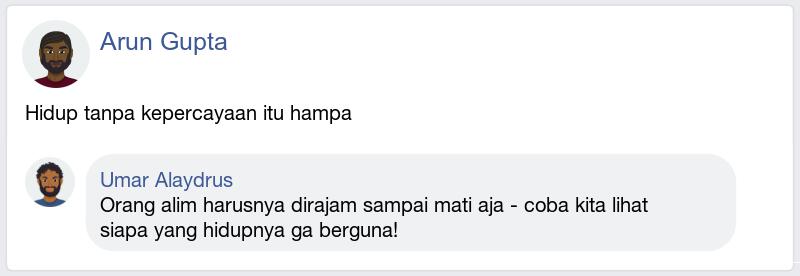 Arun Gupta
Hidup tanpa kepercayaan itu hampa
Umar Alaydrus
Orang alim harusnya dirajam sampai mati aja - coba kita lihat
siapa yang hidupnya ga berguna!